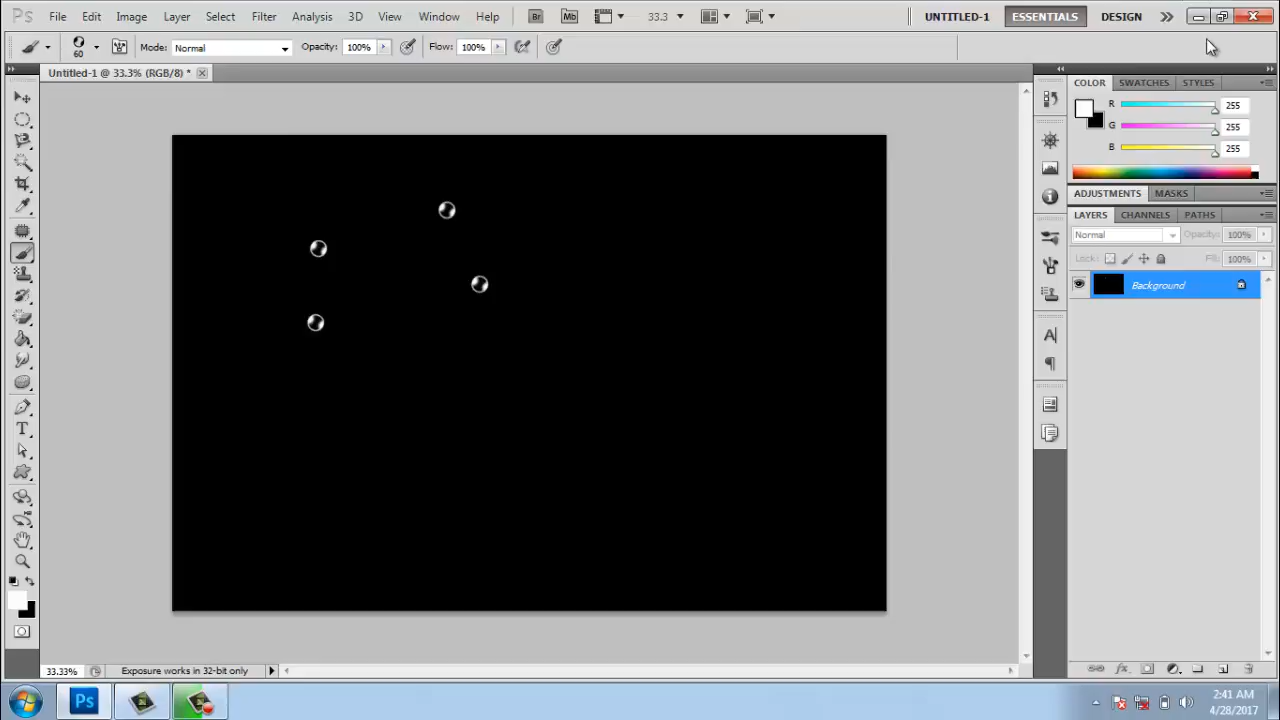 Ps File Edit Image Layer Select Filter Analysis 3D View Window Help Br Mb 33.3 UNTITLED-1 ESSENTIALS DESIGN
60 Mode: Normal Opacity: 100% Flow: 100%
Untitled-1 @ 33.3% (RGB/8) *
COLOR SWATCHES STYLES
R 255
G 255
B 255
ADJUSTMENTS MASKS
LAYERS CHANNELS PATHS
Normal Opacity: 100%
Lock: Fill: 100%
Background
33.33% Exposure works in 32-bit only
Ps 2:41 AM
4/28/2017